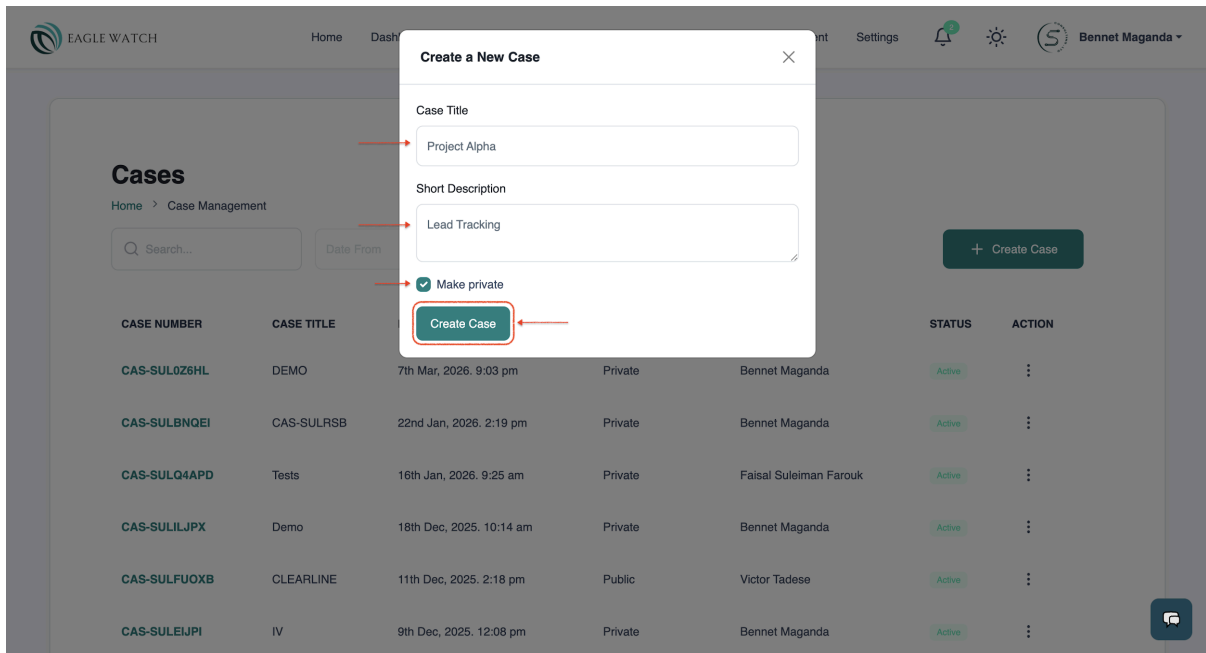 EAGLE WATCH
Home Dash nt Settings 2 Bennet Maganda
Create a New Case
Case Title
Project Alpha
Cases
Short Description
Home > Case Management
Lead Tracking
Search...
Date From
+ Create Case
Make private
Create Case
CASE NUMBER CASE TITLE STATUS ACTION
CAS-SUL0Z6HL DEMO 7th Mar, 2026. 9:03 pm Private Bennet Maganda Active
CAS-SULBNQEI CAS-SULRSB 22nd Jan, 2026. 2:19 pm Private Bennet Maganda Active
CAS-SULQ4APD Tests 16th Jan, 2026. 9:25 am Private Faisal Suleiman Farouk Active
CAS-SULILJPX Demo 18th Dec, 2025. 10:14 am Private Bennet Maganda Active
CAS-SULFUOXB CLEARLINE 11th Dec, 2025. 2:18 pm Public Victor Tadese Active
CAS-SULEIJPI IV 9th Dec, 2025. 12:08 pm Private Bennet Maganda Active